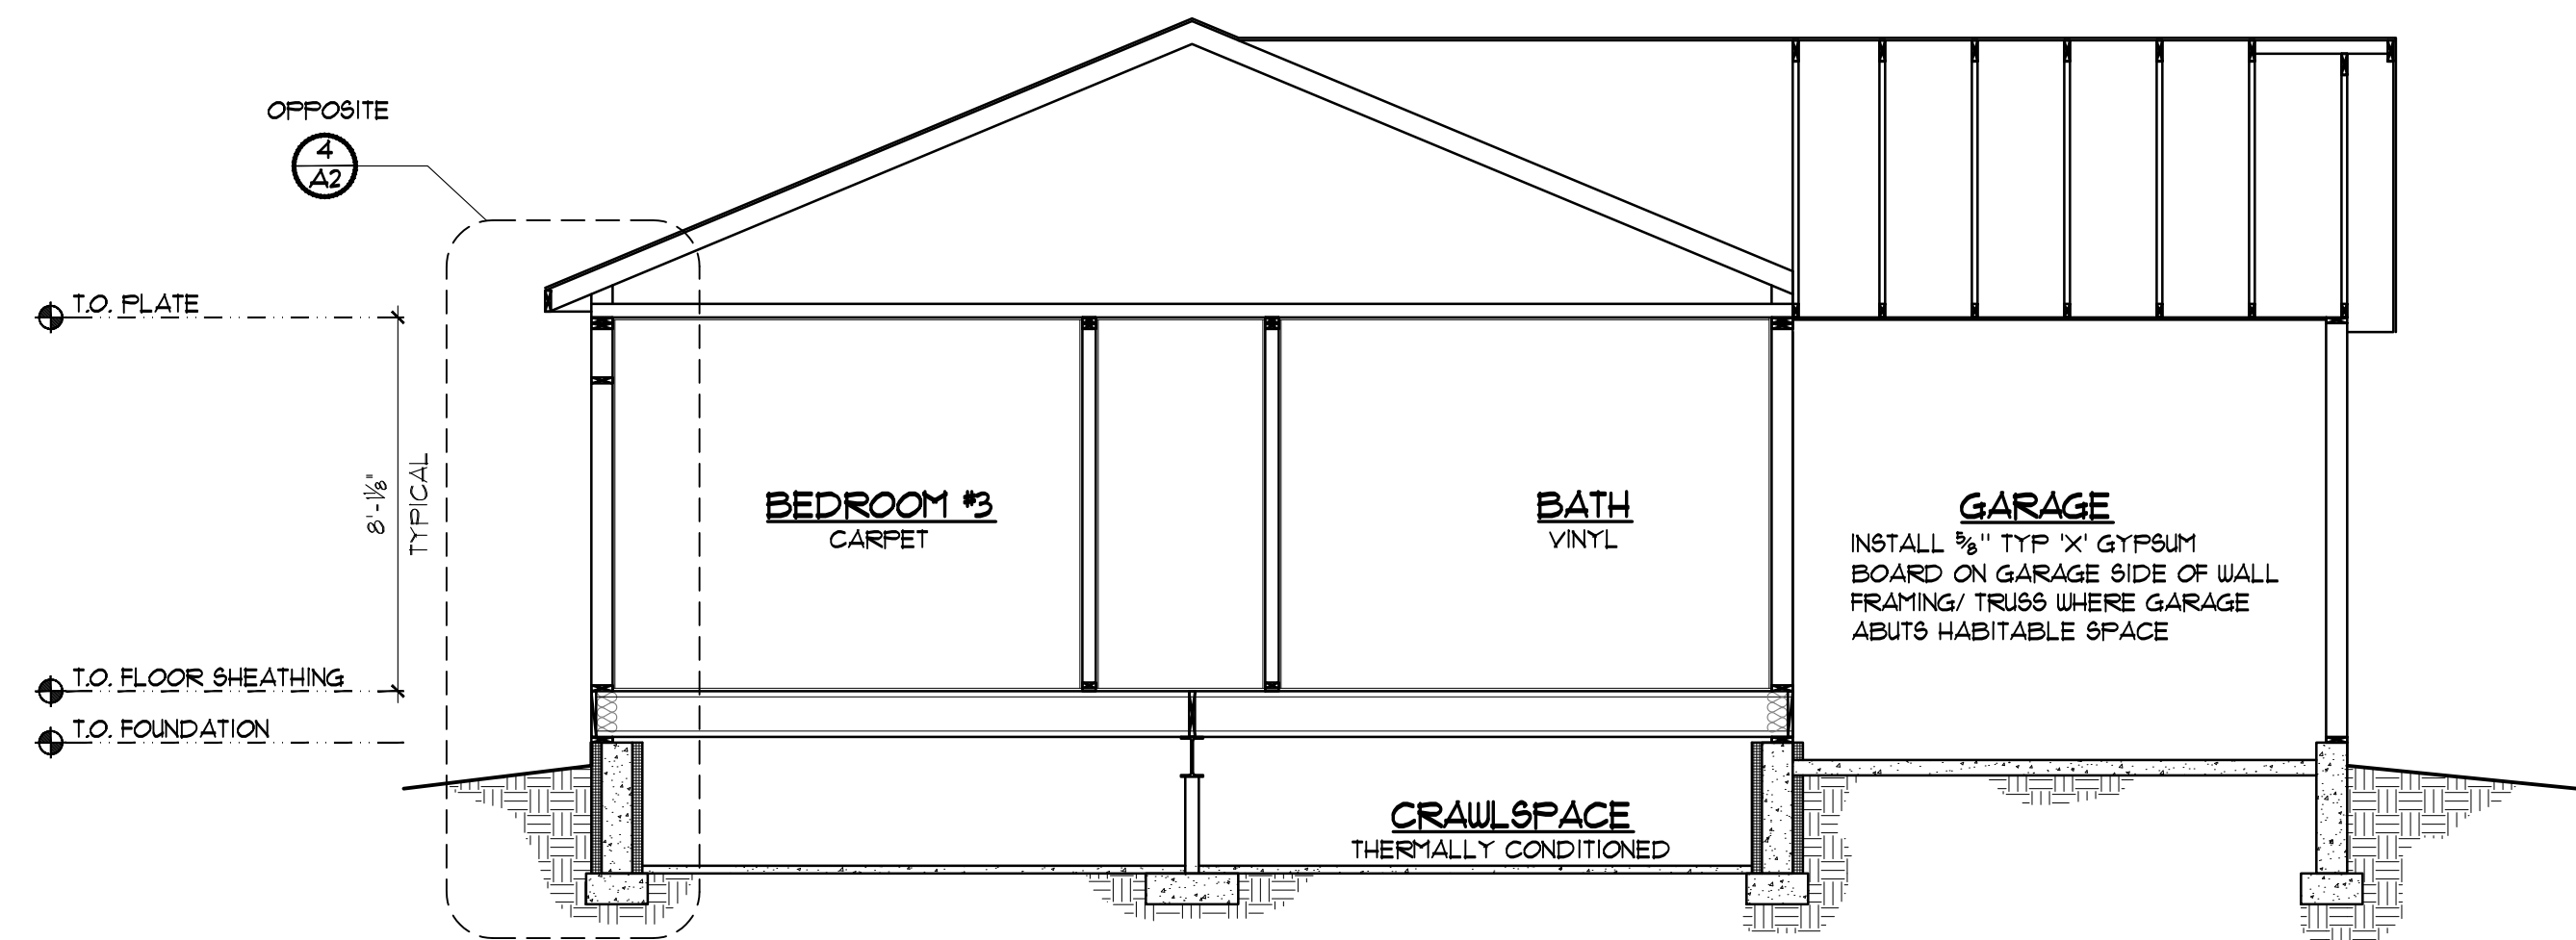 OPPOSITE
4
A2
T.O. PLATE
8'-1⅛"
TYPICAL
BEDROOM #3
CARPET
BATH
VINYL
GARAGE
INSTALL ⅝" TYP 'X' GYPSUM
BOARD ON GARAGE SIDE OF WALL
FRAMING/ TRUSS WHERE GARAGE
ABUTS HABITABLE SPACE
T.O. FLOOR SHEATHING
T.O. FOUNDATION
CRAWLSPACE
THERMALLY CONDITIONED